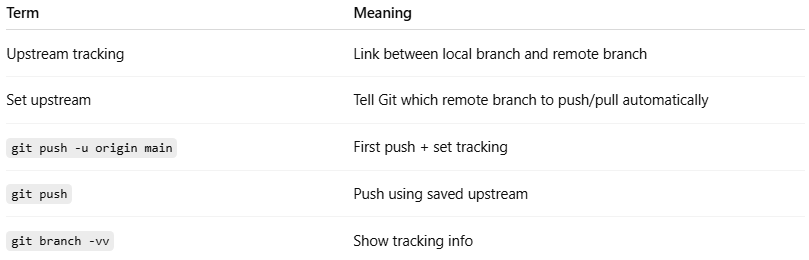 Term Meaning
Upstream tracking Link between local branch and remote branch
Set upstream Tell Git which remote branch to push/pull automatically
git push -u origin main First push + set tracking
git push Push using saved upstream
git branch -vv Show tracking info